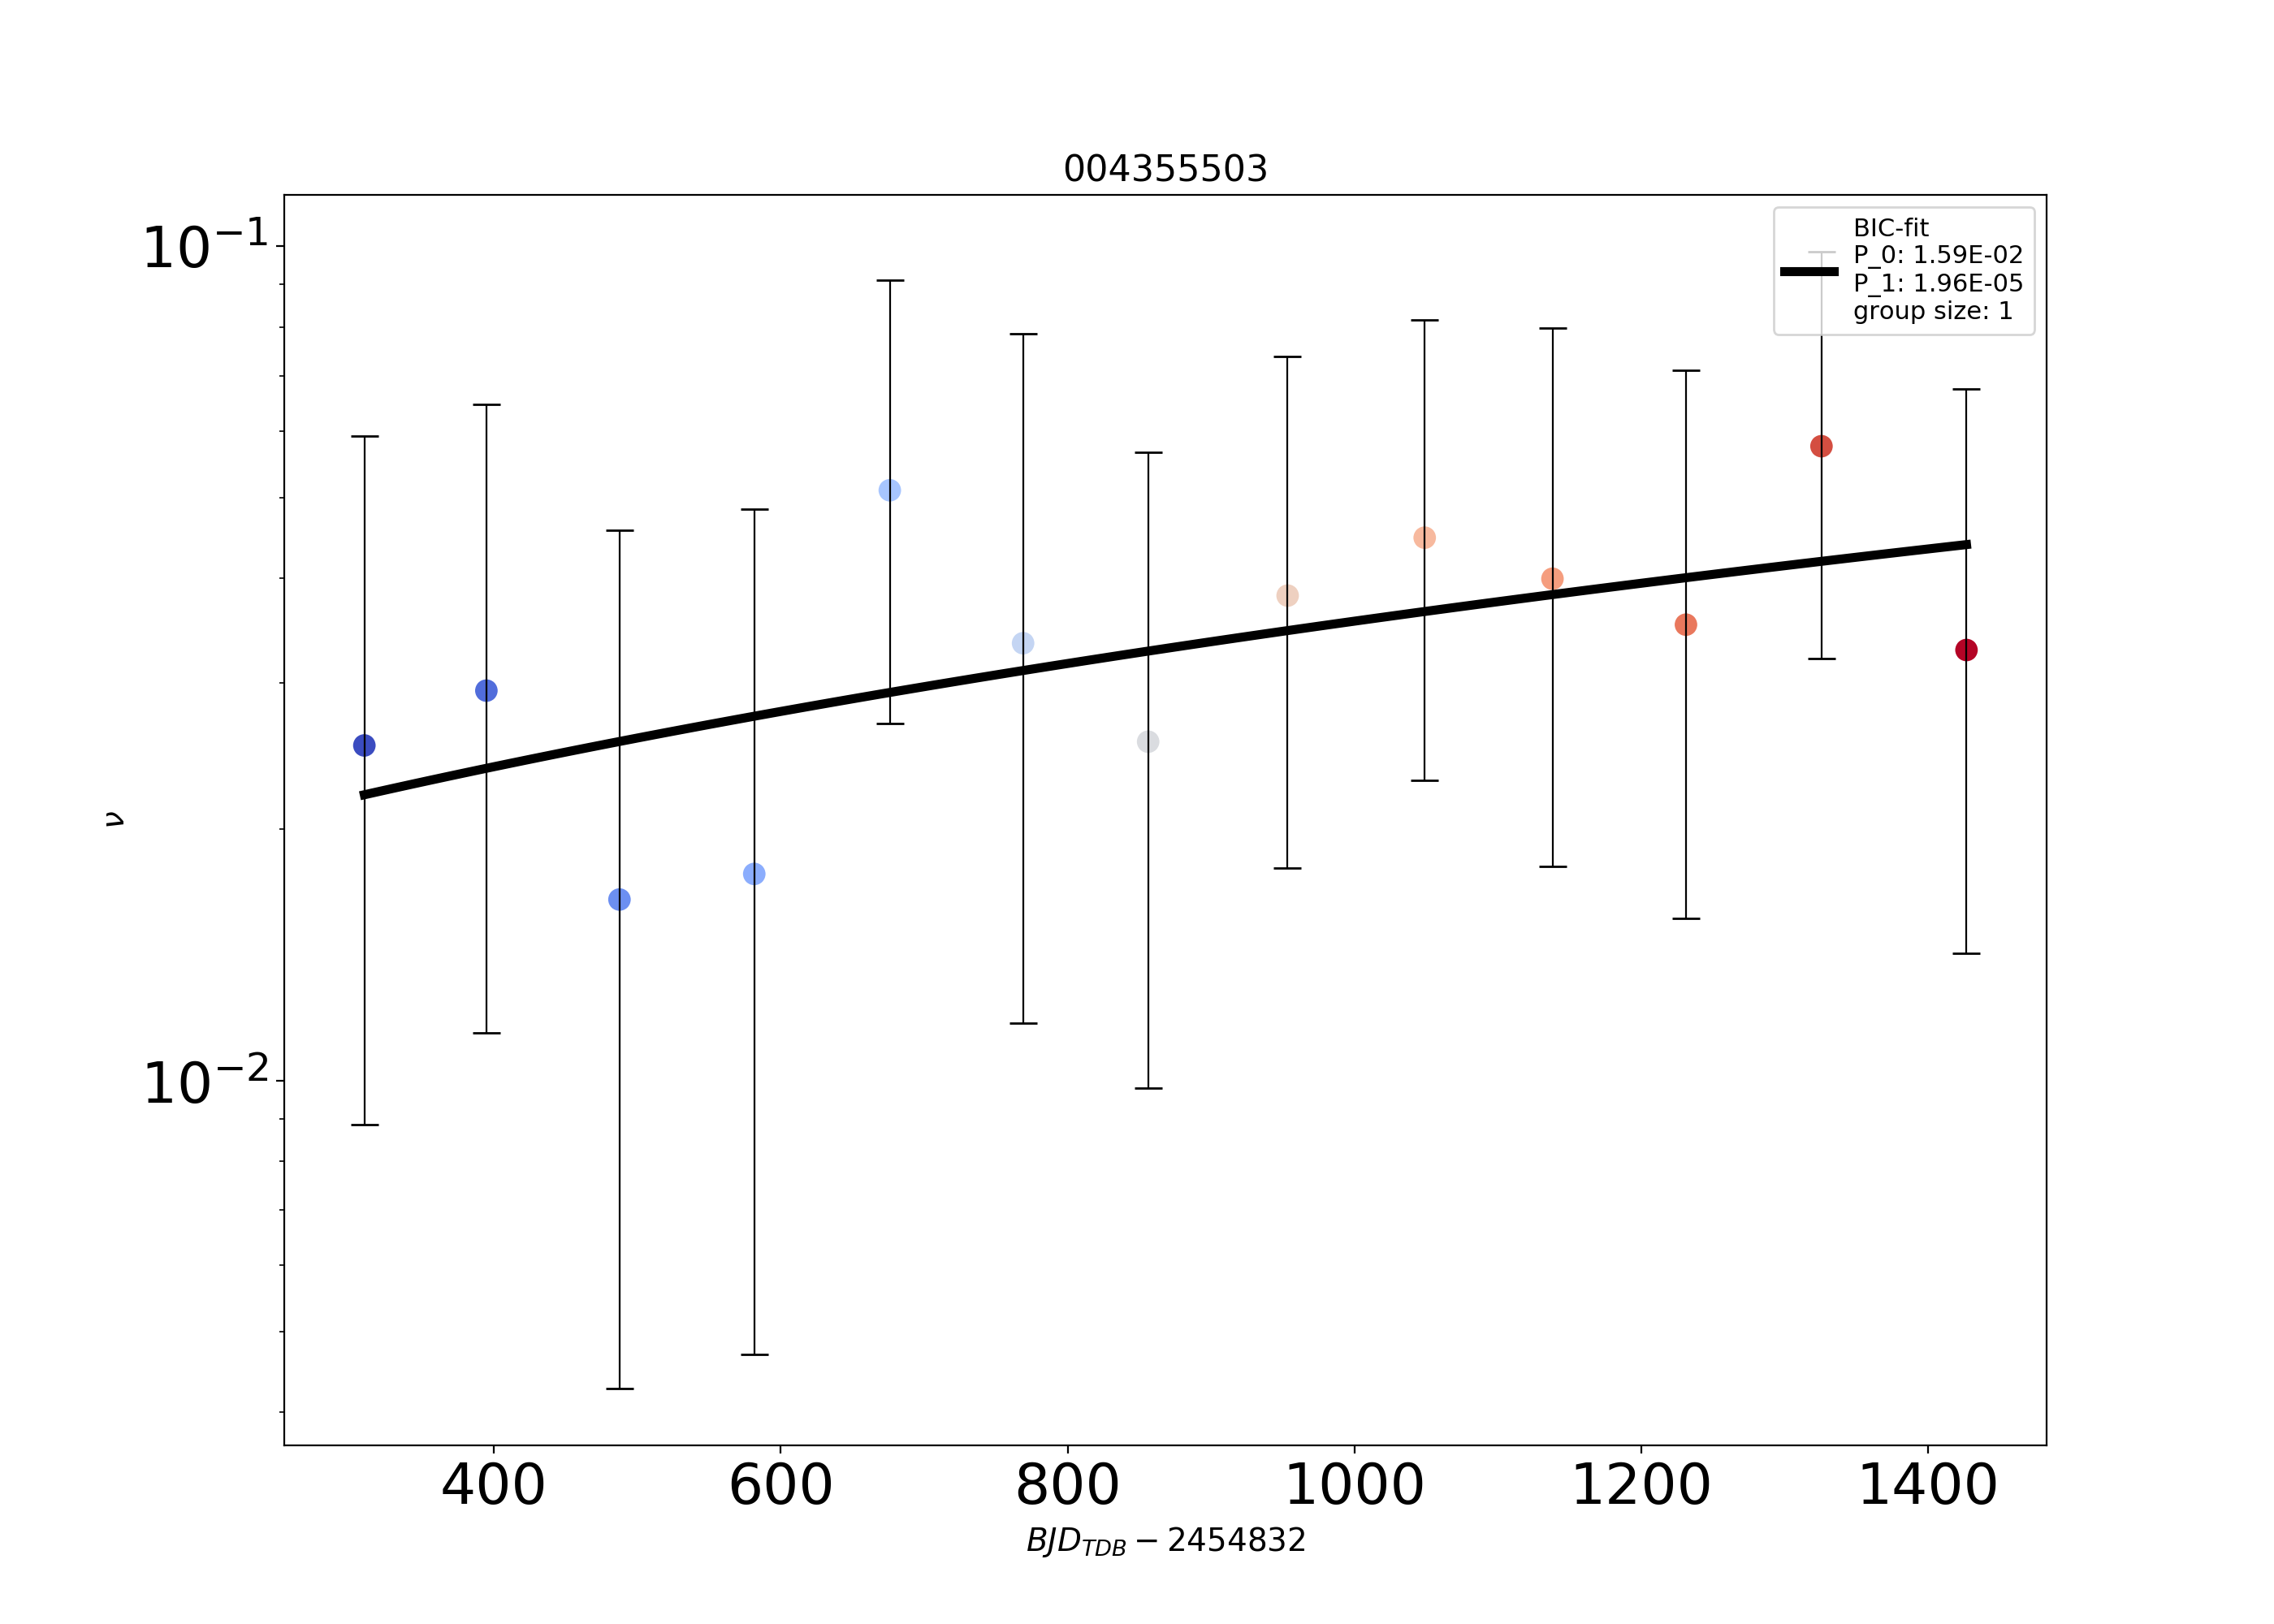 004355503
10⁻¹
10⁻²
ν
BIC-fit
P_0: 1.59E-02
P_1: 1.96E-05
group size: 1
400 600 800 1000 1200 1400
BJD_TDB − 2454832